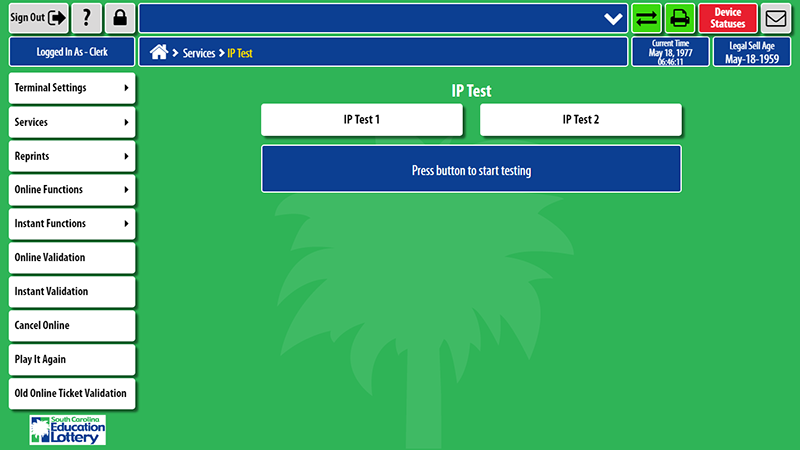 Sign Out
?
Device
Statuses
Logged In As - Clerk
Services
IP Test
Current Time
May 18, 1977
06:46:11
Legal Sell Age
May-18-1959
Terminal Settings
Services
Reprints
Online Functions
Instant Functions
Online Validation
Instant Validation
Cancel Online
Play It Again
Old Online Ticket Validation
IP Test
IP Test 1
IP Test 2
Press button to start testing
South Carolina
Education
Lottery